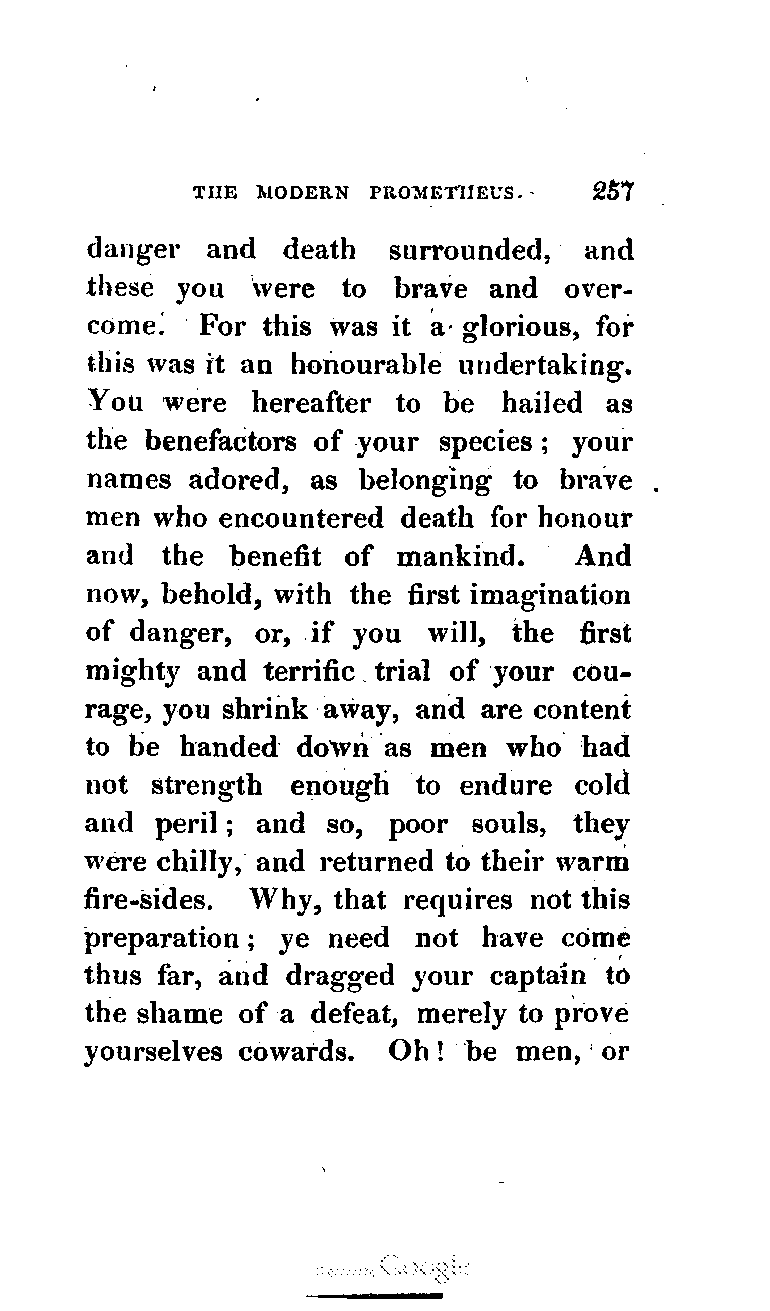 THE MODERN PROMETHEUS. 257
danger and death surrounded, and
these you were to brave and over-
come. For this was it a glorious, for
this was it an honourable undertaking.
You were hereafter to be hailed as
the benefactors of your species; your
names adored, as belonging to brave
men who encountered death for honour
and the benefit of mankind. And
now, behold, with the first imagination
of danger, or, if you will, the first
mighty and terrific trial of your cou-
rage, you shrink away, and are content
to be handed down as men who had
not strength enough to endure cold
and peril; and so, poor souls, they
were chilly, and returned to their warm
fire-sides. Why, that requires not this
preparation; ye need not have come
thus far, and dragged your captain to
the shame of a defeat, merely to prove
yourselves cowards. Oh! be men, or
Google